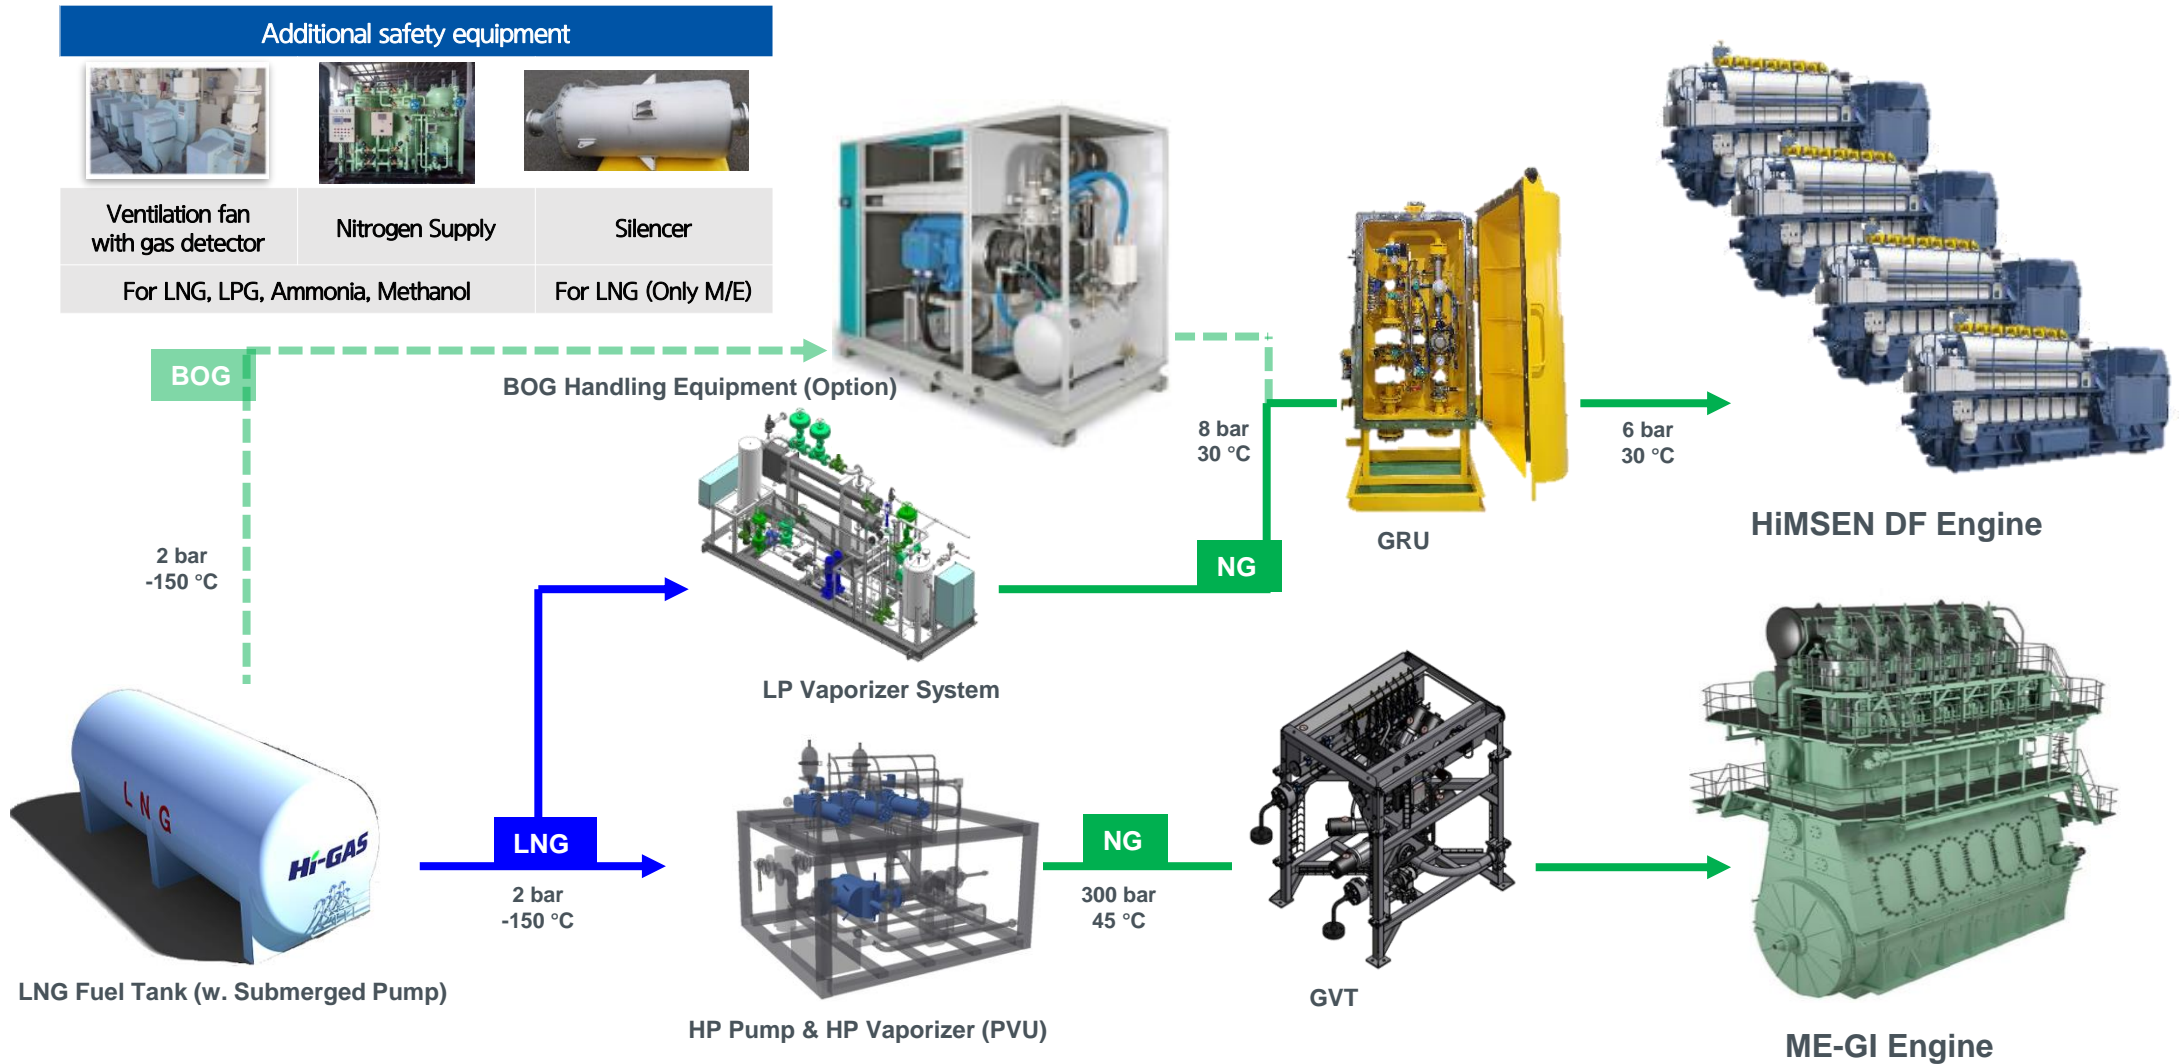 Additional safety equipment
Ventilation fan
with gas detector
Nitrogen Supply
Silencer
For LNG, LPG, Ammonia, Methanol
For LNG (Only M/E)
BOG
BOG Handling Equipment (Option)
2 bar
-150 °C
8 bar
30 °C
6 bar
30 °C
GRU
HiMSEN DF Engine
NG
LP Vaporizer System
LNG
Hi-GAS
LNG
2 bar
-150 °C
NG
300 bar
45 °C
LNG Fuel Tank (w. Submerged Pump)
HP Pump & HP Vaporizer (PVU)
GVT
ME-GI Engine